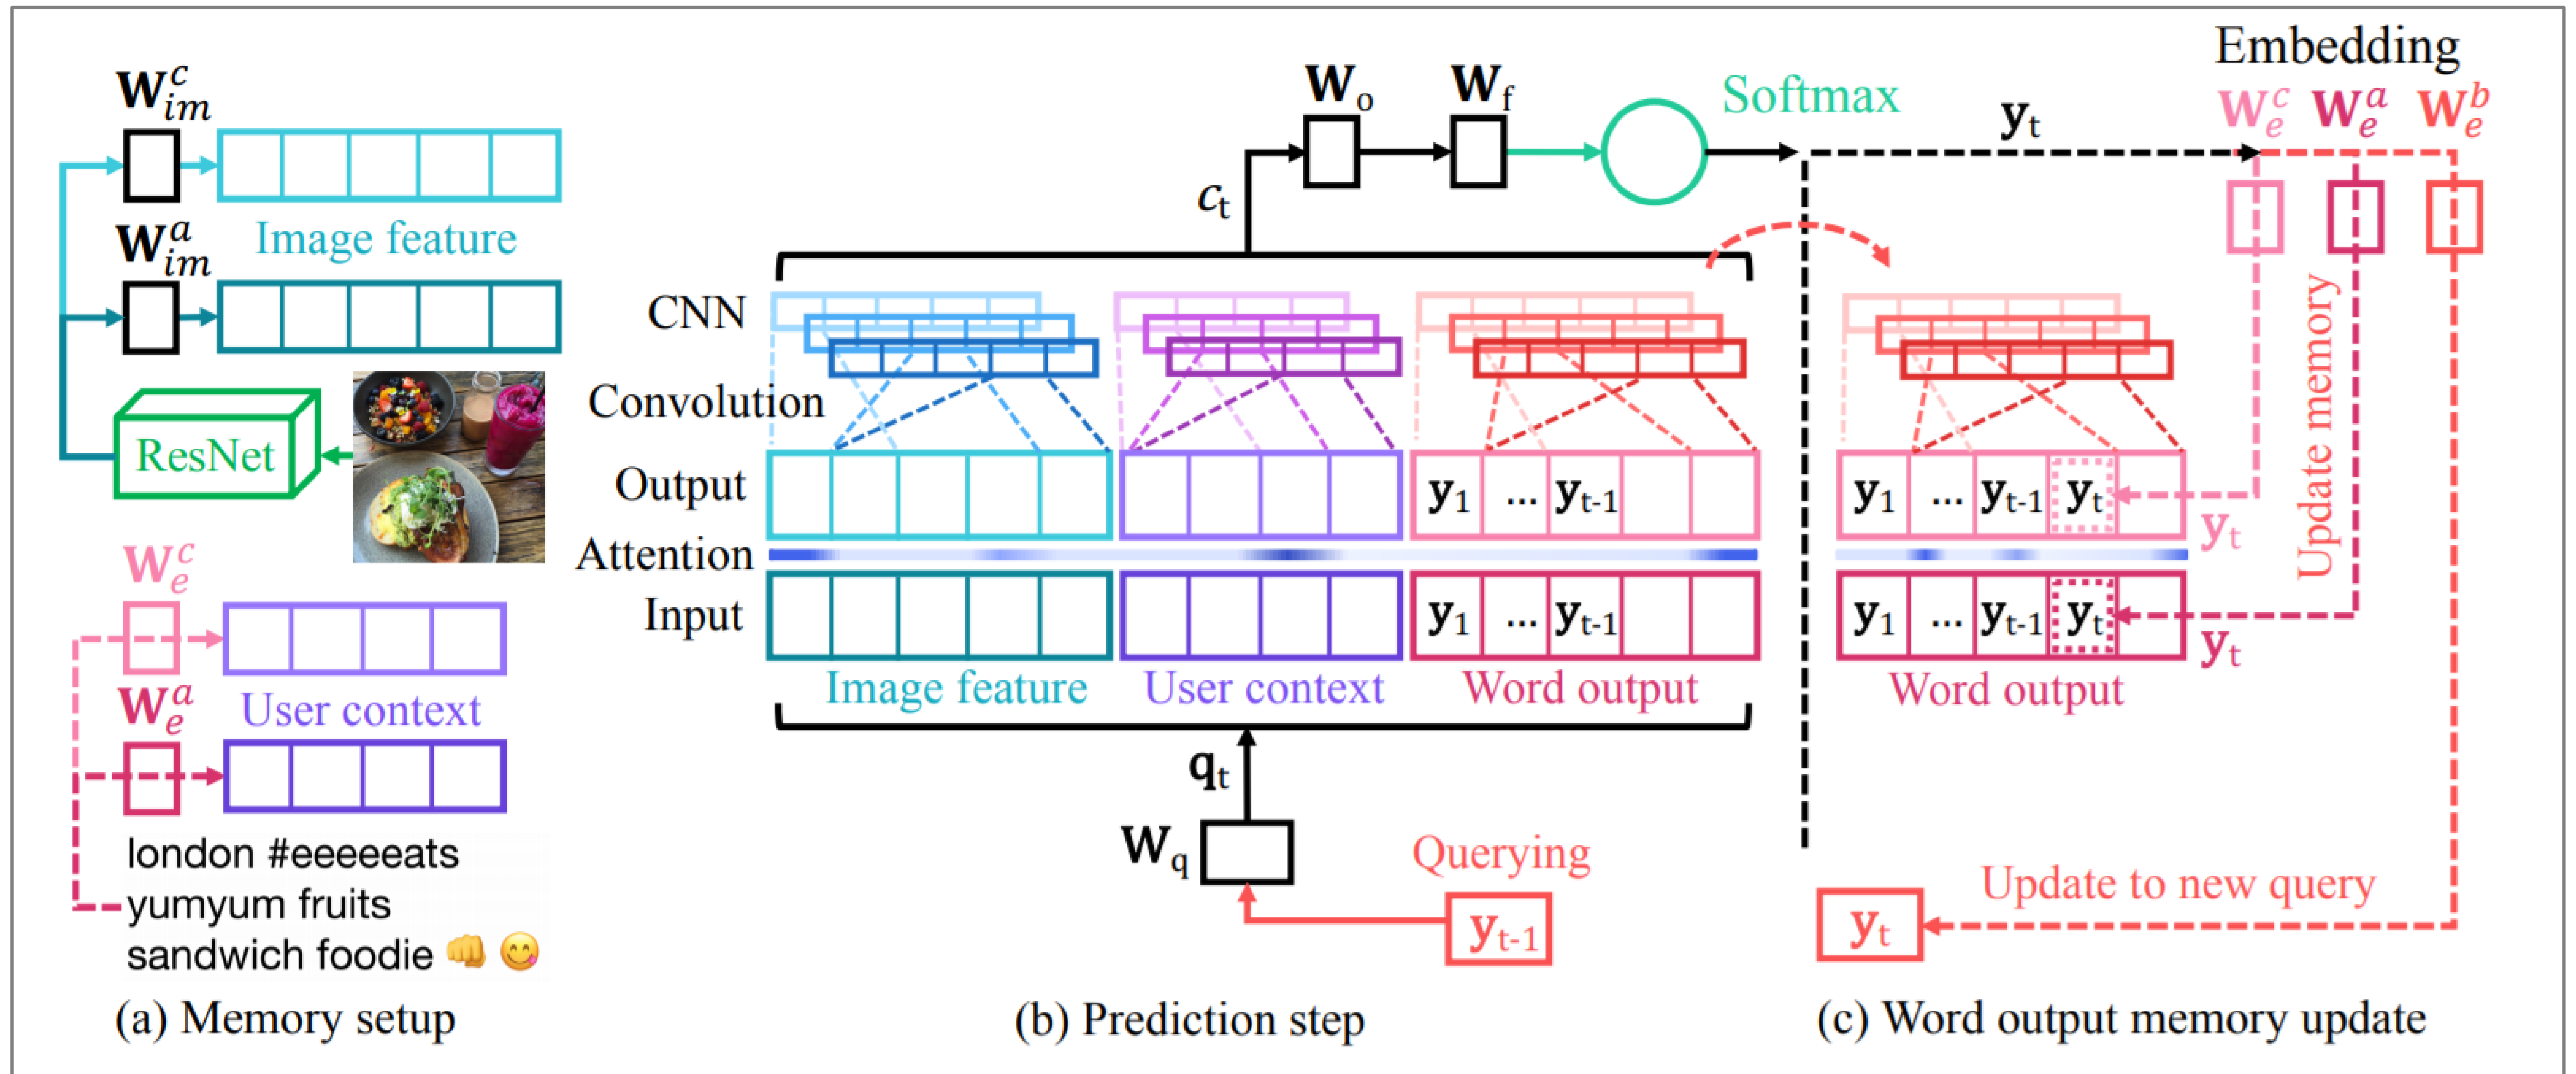 W_im^c
Image feature
W_im^a
ResNet
W_e^c
User context
W_e^a
london #eeeeeats
yumyum fruits
sandwich foodie 👊 😋
(a) Memory setup
W_o
W_f
Softmax
c_t
CNN
Convolution
Output
y_1 ... y_t-1
Attention
Input
y_1 ... y_t-1
Image feature
User context
Word output
q_t
W_q
Querying
y_t-1
(b) Prediction step
Embedding
y_t
W_e^c
W_e^a
W_e^b
Update memory
y_1 ... y_t-1 y_t
y_t
y_1 ... y_t-1 y_t
y_t
Word output
Update to new query
y_t
(c) Word output memory update